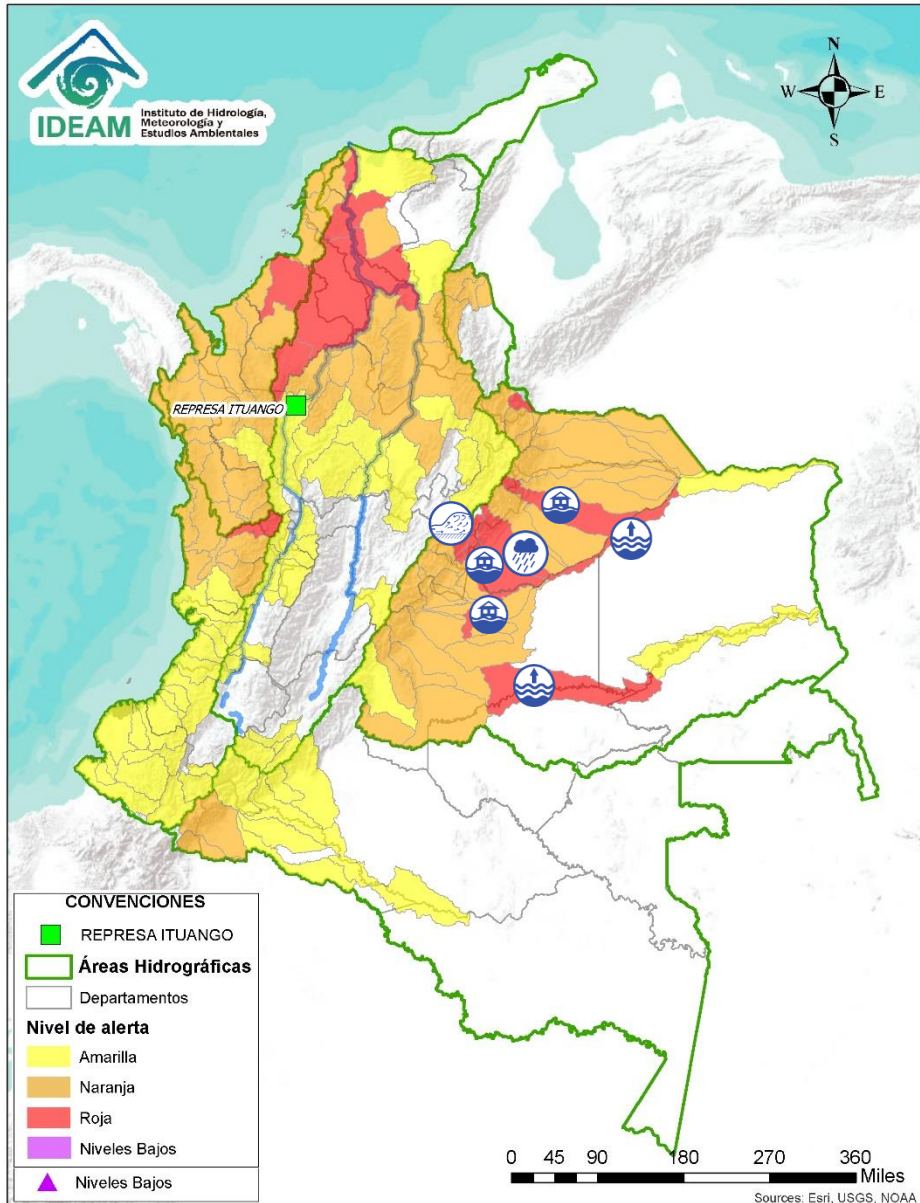 IDEAM
Instituto de Hidrología,
Meteorología y
Estudios Ambientales
N
W
E
S
REPRESA ITUANGO
CONVENCIONES
REPRESA ITUANGO
Áreas Hidrográficas
Departamentos
Nivel de alerta
Amarilla
Naranja
Roja
Niveles Bajos
Niveles Bajos
0 45 90 180 270 360
Miles
Sources: Esri, USGS, NOAA